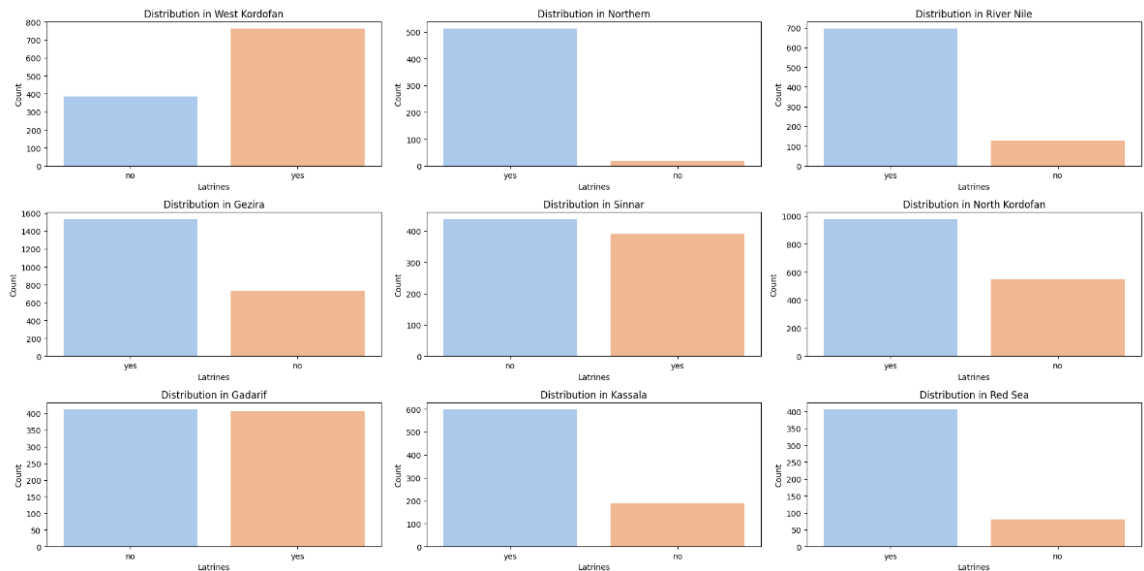 Distribution in West Kordofan
800
700
600
500
400
300
200
100
0
Count
no
yes
Latrines
Distribution in Northern
500
400
300
200
100
0
Count
yes
no
Latrines
Distribution in River Nile
700
600
500
400
300
200
100
0
Count
yes
no
Latrines
Distribution in Gezira
1600
1400
1200
1000
800
600
400
200
0
Count
yes
no
Latrines
Distribution in Sinnar
400
300
200
100
0
Count
no
yes
Latrines
Distribution in North Kordofan
1000
800
600
400
200
0
Count
yes
no
Latrines
Distribution in Gadarif
400
350
300
250
200
150
100
50
0
Count
no
yes
Latrines
Distribution in Kassala
600
500
400
300
200
100
0
Count
yes
no
Latrines
Distribution in Red Sea
400
350
300
250
200
150
100
50
0
Count
yes
no
Latrines